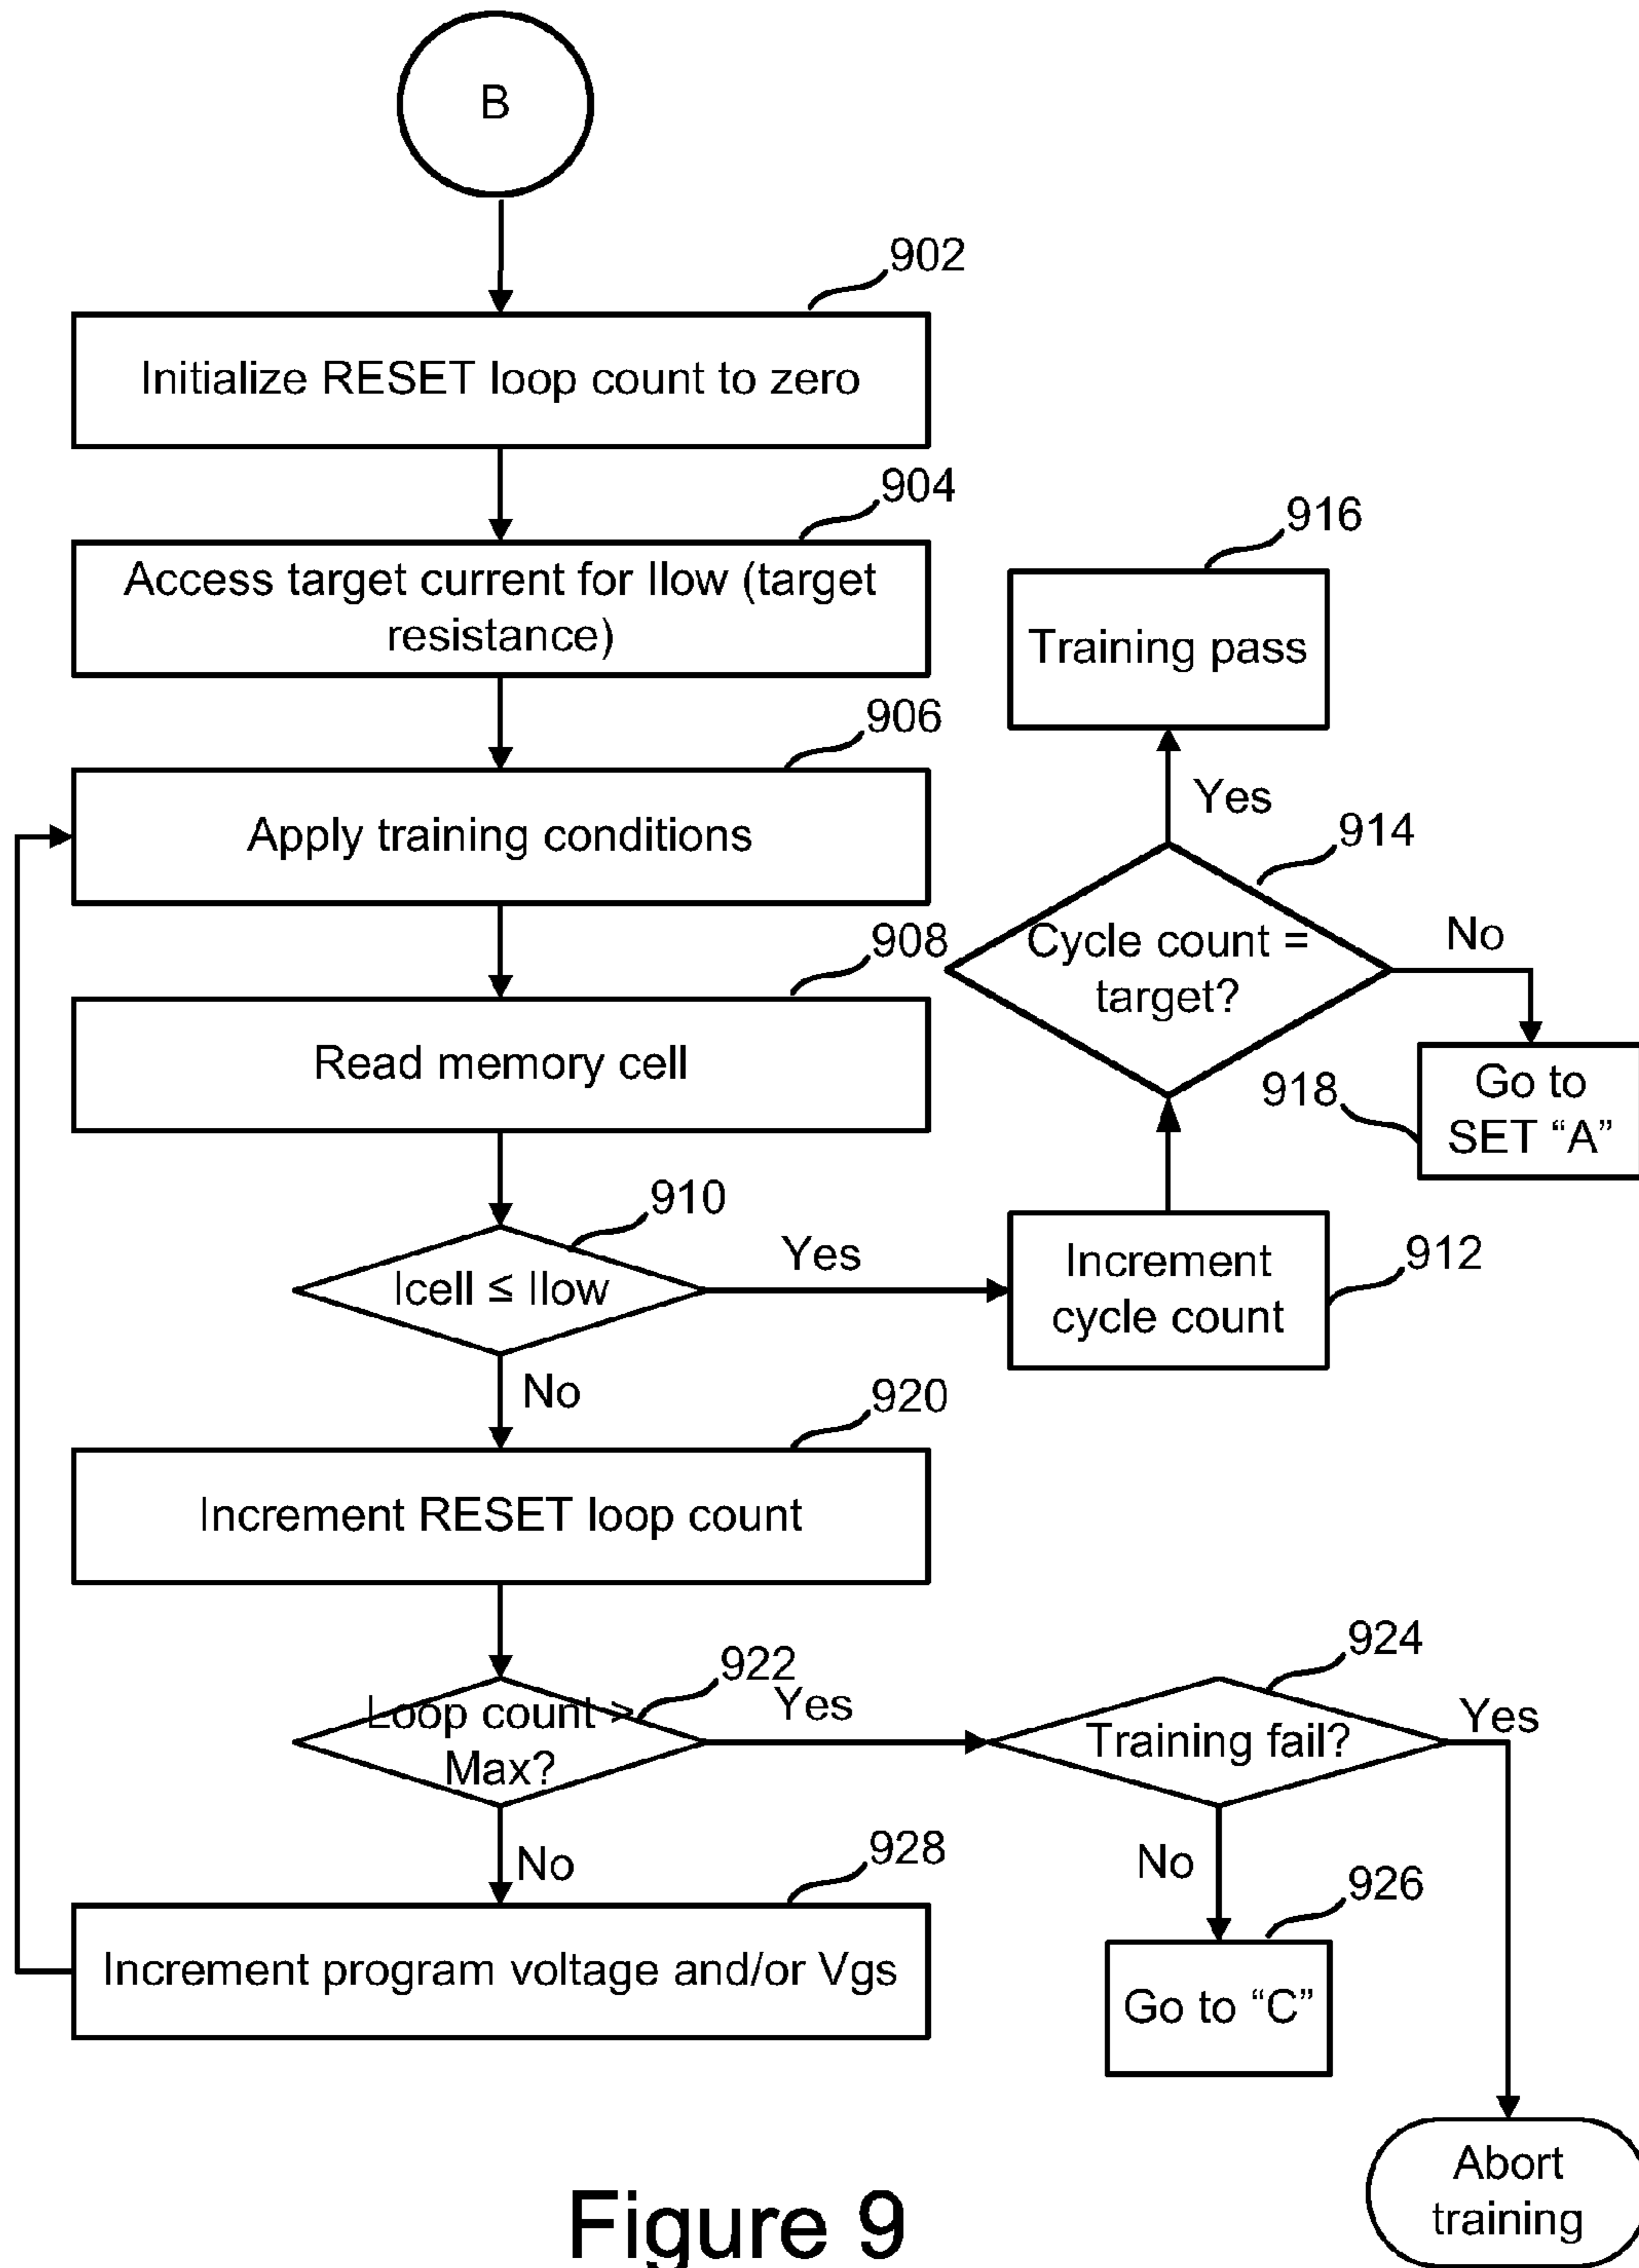 B
902
Initialize RESET loop count to zero
904
Access target current for Ilow (target
resistance)
906
Apply training conditions
908
Read memory cell
910
Icell ≤ Ilow
Yes
Increment
cycle count
912
914
Cycle count =
target?
Yes
916
Training pass
No
918
Go to
SET “A”
No
920
Increment RESET loop count
922
Loop count >
Max?
Yes
924
Training fail?
Yes
No
926
Go to “C”
No
928
Increment program voltage and/or Vgs
Abort
training
Figure 9